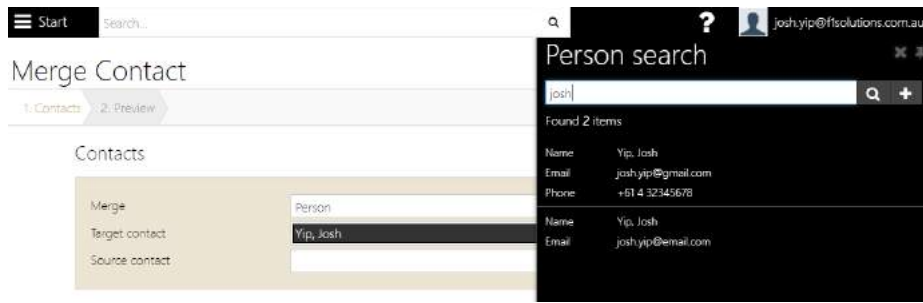 Start
Search...
?
josh.yip@f1solutions.com.au
Merge Contact
1. Contacts
2. Preview
Contacts
Merge Person
Target contact Yip, Josh
Source contact
Person search
josh
Found 2 items
Name Yip, Josh
Email josh.yip@gmail.com
Phone +61 4 32345678
Name Yip, Josh
Email josh.yip@email.com